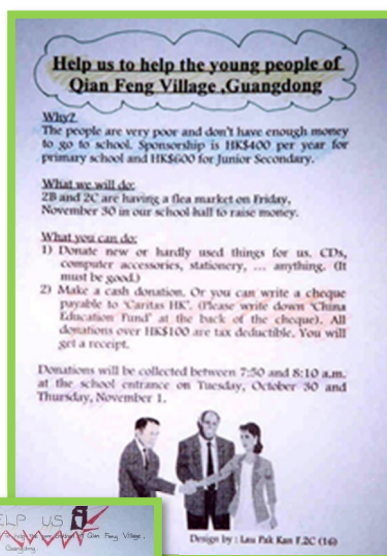 Help us to help the young people of
Qian Feng Village ,Guangdong
Why?
The people are very poor and don't have enough money
to go to school. Sponsorship is HK$400 per year for
primary school and HK$600 for Junior Secondary.
What we will do:
2B and 2C are having a flea market on Friday,
November 30 in our school hall to raise money.
What you can do:
1) Donate new or hardly used things for us. CDs,
computer accessories, stationery, ... anything. (It
must be good.)
2) Make a cash donation. Or you can write a cheque
payable to 'Caritas HK'. (Please write down 'China
Education Fund' at the back of the cheque). All
donations over HK$100 are tax deductible. You will
get a receipt.
Donations will be collected between 7:50 and 8:10 a.m.
at the school entrance on Tuesday, October 30 and
Thursday, November 1.
Design by : Lau Pak Kan F.2C (16)
ELP US
Qian Feng Village,
Guangdong